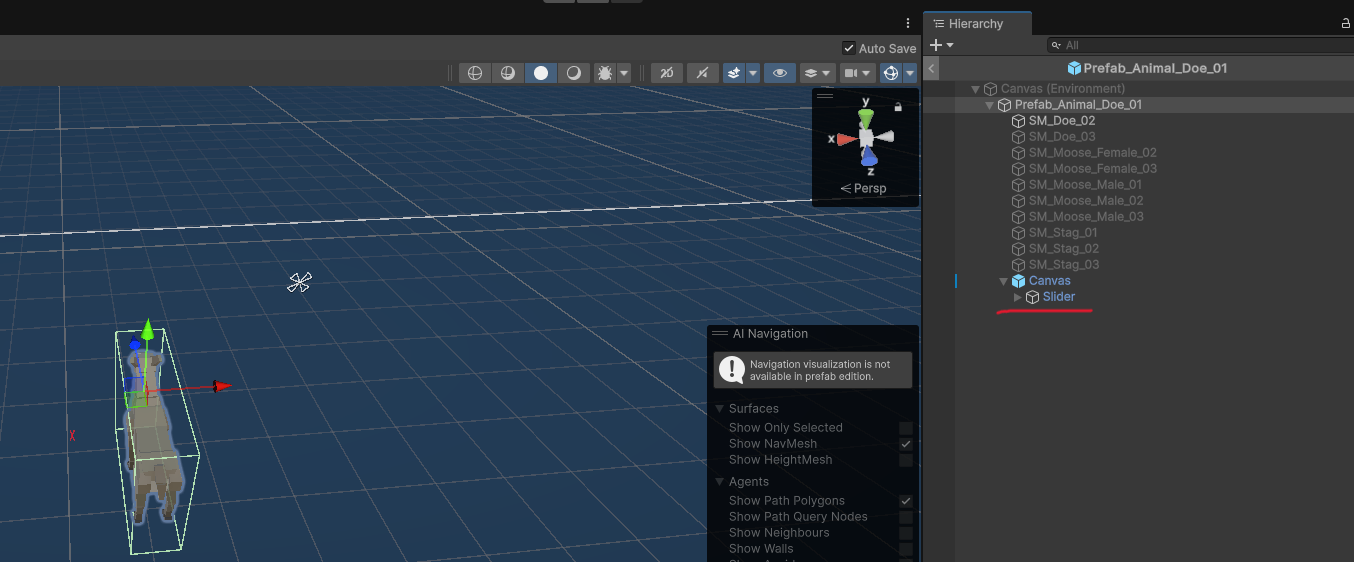 Hierarchy
Auto Save
All
2D
Prefab_Animal_Doe_01
Canvas (Environment)
Prefab_Animal_Doe_01
SM_Doe_02
SM_Doe_03
SM_Moose_Female_02
SM_Moose_Female_03
SM_Moose_Male_01
SM_Moose_Male_02
SM_Moose_Male_03
SM_Stag_01
SM_Stag_02
SM_Stag_03
Canvas
Slider
y
x
z
Persp
X
AI Navigation
Navigation visualization is not
available in prefab edition.
Surfaces
Show Only Selected
Show NavMesh
Show HeightMesh
Agents
Show Path Polygons
Show Path Query Nodes
Show Neighbours
Show Walls